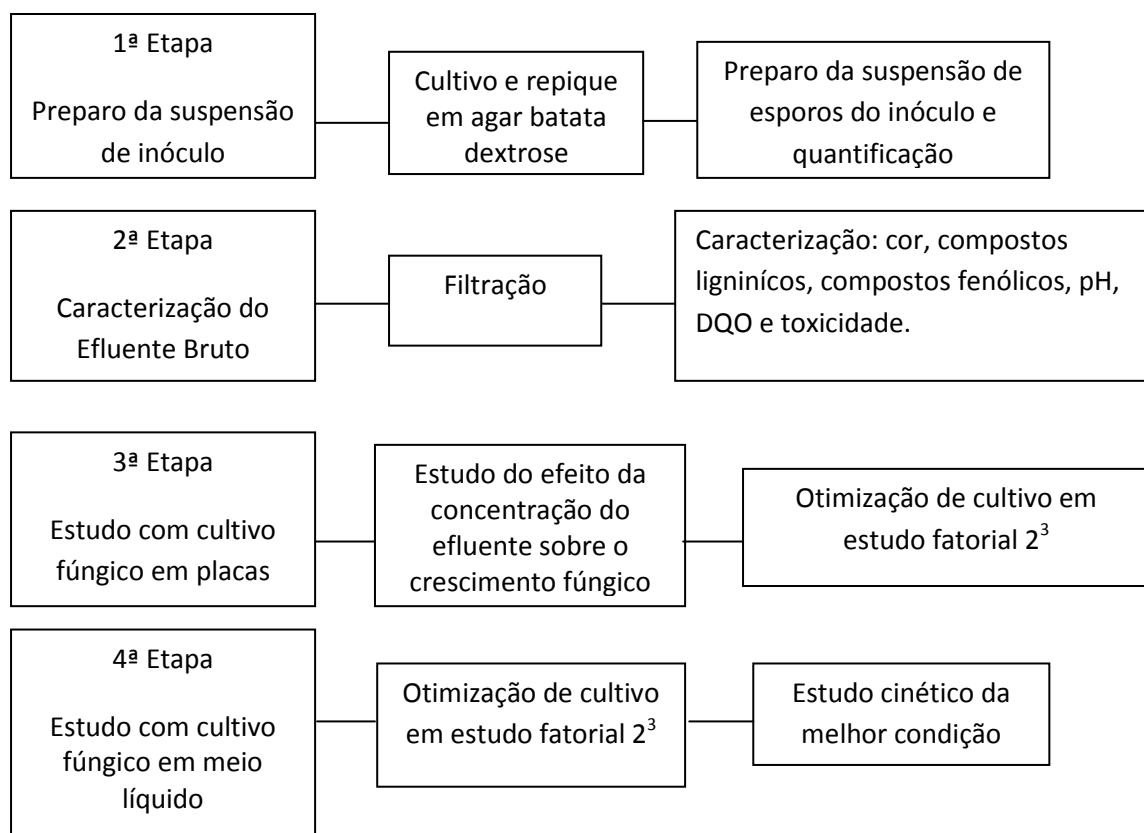 1ª Etapa
Preparo da suspensão
de inóculo
Cultivo e repique
em agar batata
dextrose
Preparo da suspensão de
esporos do inóculo e
quantificação
2ª Etapa
Caracterização do
Efluente Bruto
Filtração
Caracterização: cor, compostos
ligninícos, compostos fenólicos, pH,
DQO e toxicidade.
3ª Etapa
Estudo com cultivo
fúngico em placas
Estudo do efeito da
concentração do
efluente sobre o
crescimento fúngico
Otimização de cultivo em
estudo fatorial 2³
4ª Etapa
Estudo com cultivo
fúngico em meio
líquido
Otimização de cultivo
em estudo fatorial 2³
Estudo cinético da
melhor condição